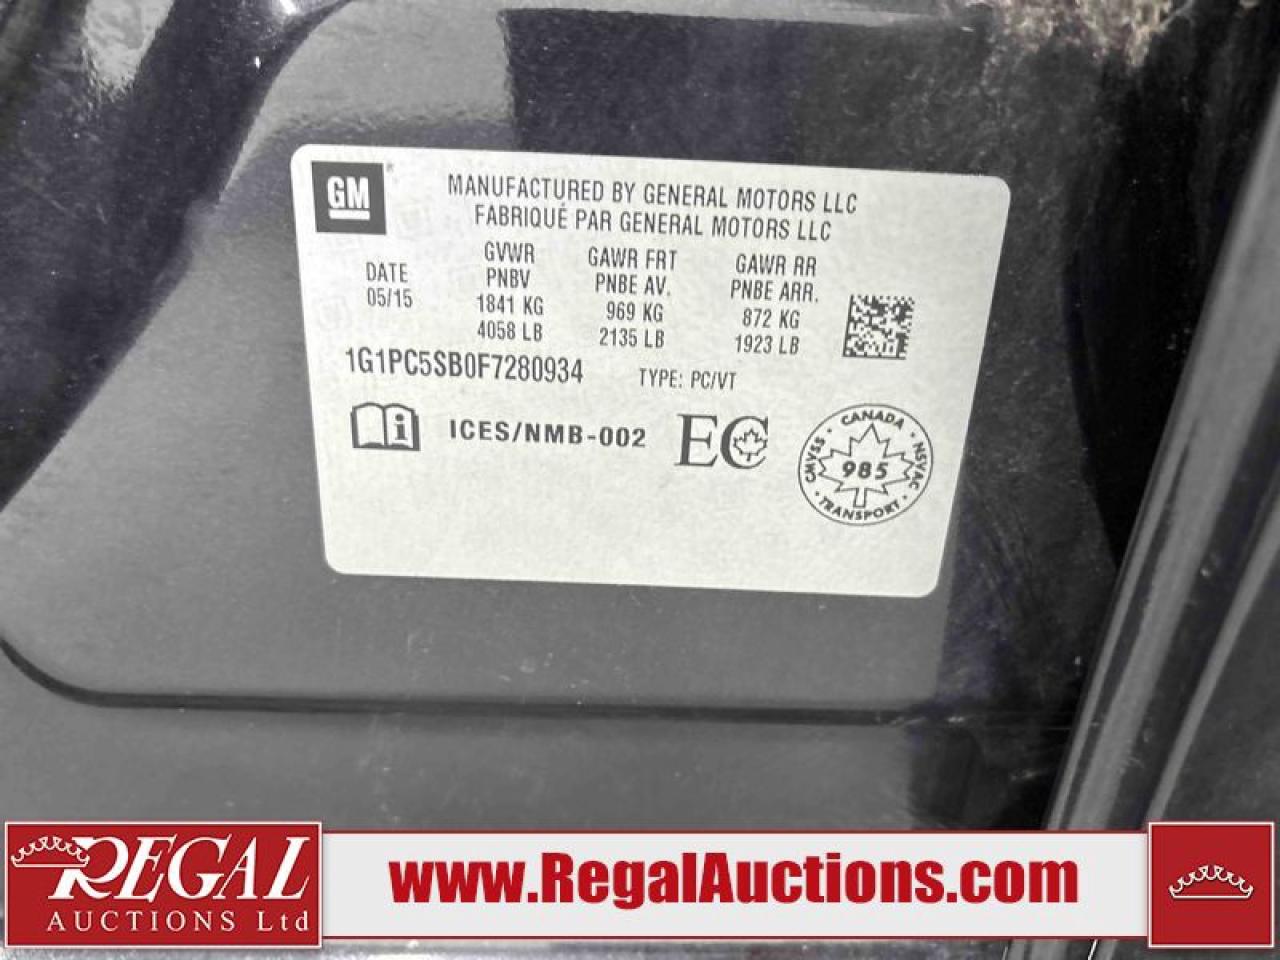 GM
MANUFACTURED BY GENERAL MOTORS LLC
FABRIQUÉ PAR GENERAL MOTORS LLC
DATE
05/15
GVWR
PNBV
1841 KG
4058 LB
GAWR FRT
PNBE AV.
969 KG
2135 LB
GAWR RR
PNBE ARR.
872 KG
1923 LB
1G1PC5SB0F7280934
TYPE: PC/VT
i
ICES/NMB-002
EC
CANADA
CMVSS
985
NSVAC
TRANSPORT
REGAL
AUCTIONS Ltd
www.RegalAuctions.com